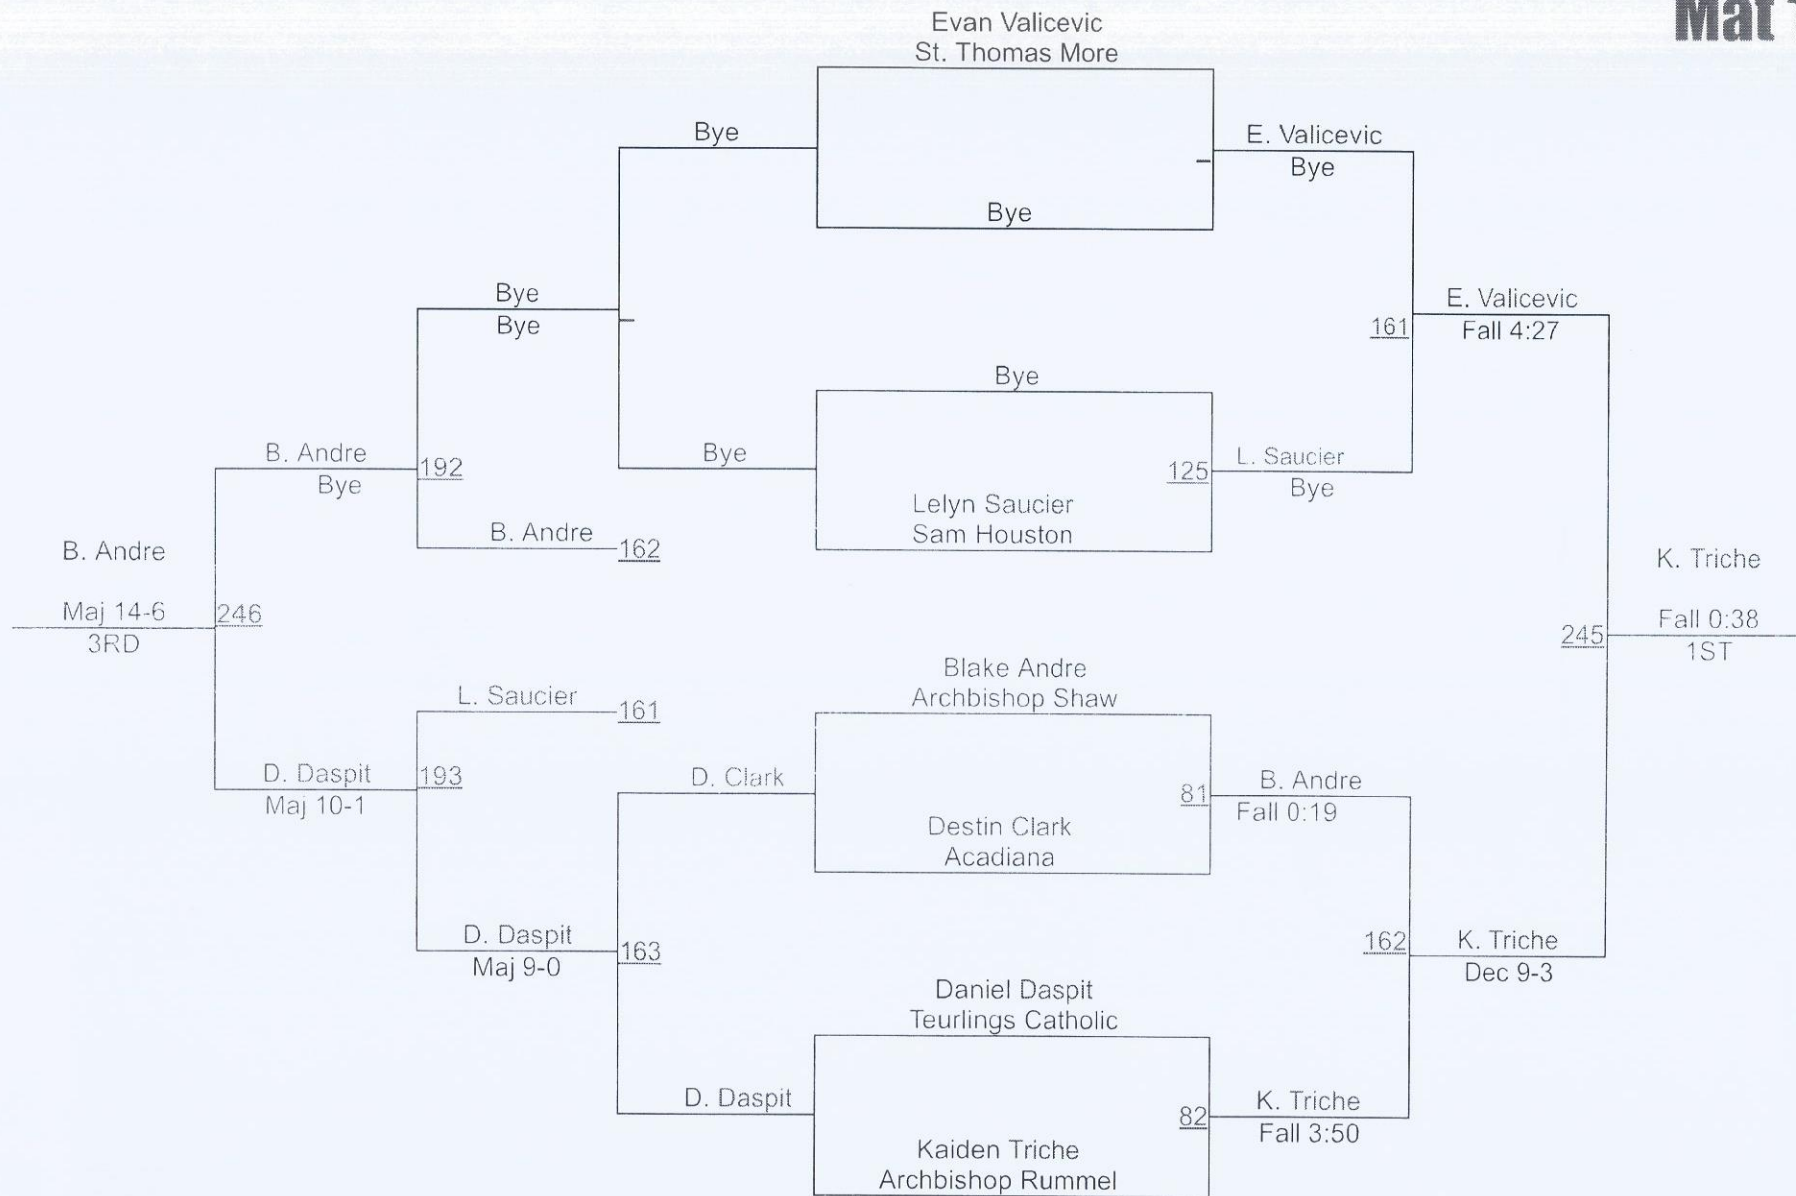 Mat
Evan Valicevic
St. Thomas More
Bye
E. Valicevic
Bye
Bye
Bye
Bye
E. Valicevic
161
Fall 4:27
Bye
B. Andre
192
Bye
Bye
125
L. Saucier
Bye
Lelyn Saucier
Sam Houston
B. Andre
162
B. Andre
Maj 14-6
246
3RD
K. Triche
Fall 0:38
245
1ST
Blake Andre
Archbishop Shaw
L. Saucier
161
D. Daspit
193
Maj 10-1
D. Clark
81
B. Andre
Fall 0:19
Destin Clark
Acadiana
D. Daspit
163
Maj 9-0
162
K. Triche
Dec 9-3
Daniel Daspit
Teurlings Catholic
D. Daspit
82
K. Triche
Fall 3:50
Kaiden Triche
Archbishop Rummel